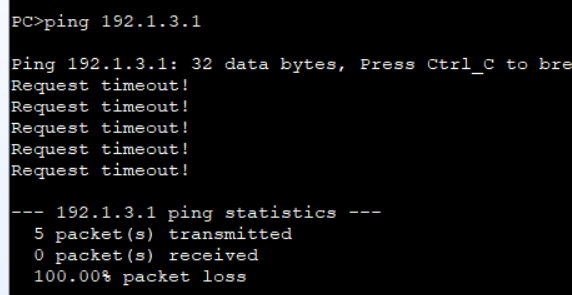 PC>ping 192.1.3.1
Ping 192.1.3.1: 32 data bytes, Press Ctrl_C to bre
Request timeout!
Request timeout!
Request timeout!
Request timeout!
Request timeout!
--- 192.1.3.1 ping statistics ---
5 packet(s) transmitted
0 packet(s) received
100.00% packet loss